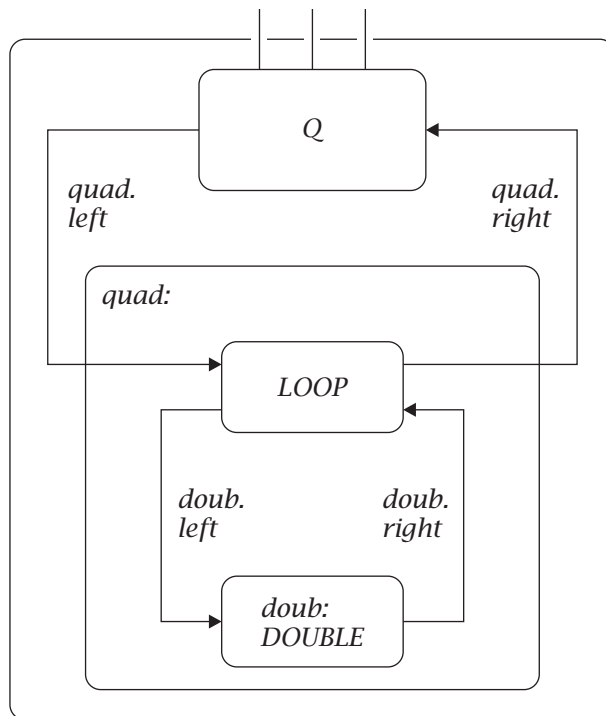 Q
quad.
left
quad.
right
quad:
LOOP
doub.
left
doub.
right
doub:
DOUBLE